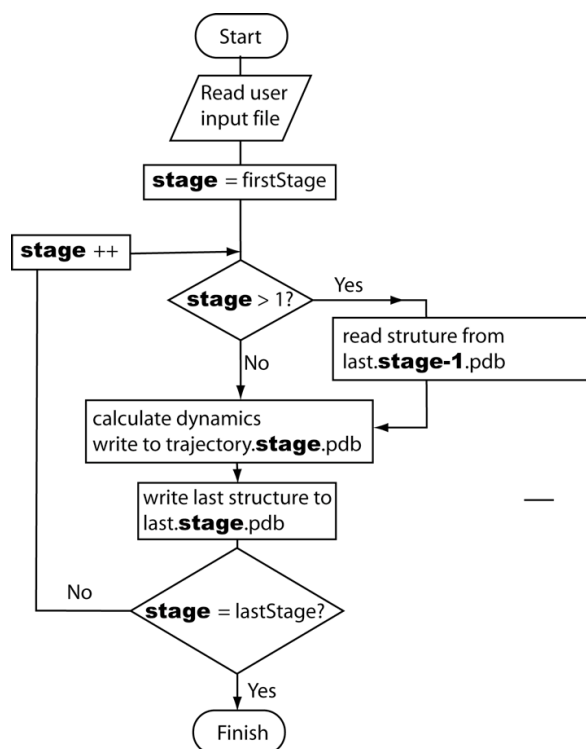 Start
Read user
input file
stage = firstStage
stage ++
stage > 1?
Yes
read struture from
last.stage-1.pdb
No
calculate dynamics
write to trajectory.stage.pdb
write last structure to
last.stage.pdb
No
stage = lastStage?
Yes
Finish